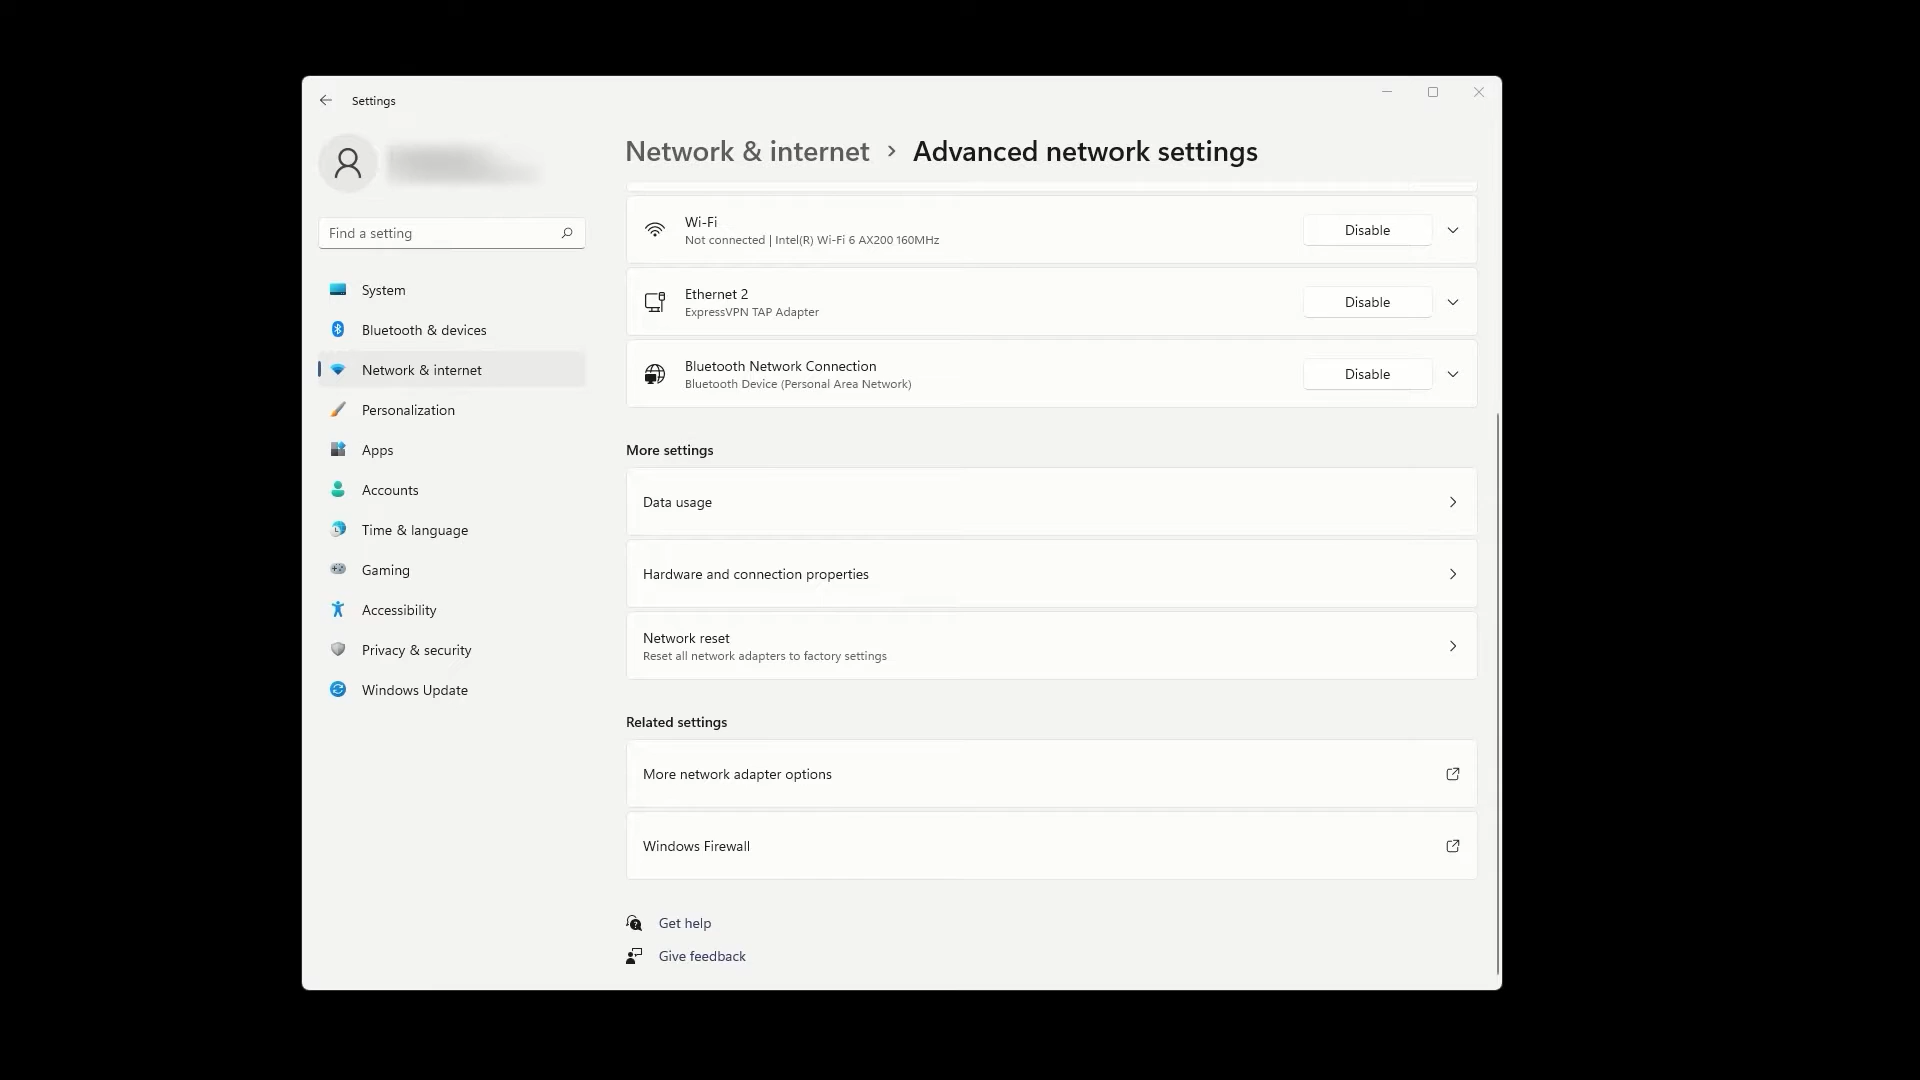 Settings
Find a setting
System
Bluetooth & devices
Network & internet
Personalization
Apps
Accounts
Time & language
Gaming
Accessibility
Privacy & security
Windows Update
Network & internet > Advanced network settings
Wi-Fi
Not connected | Intel(R) Wi-Fi 6 AX200 160MHz
Disable
Ethernet 2
ExpressVPN TAP Adapter
Disable
Bluetooth Network Connection
Bluetooth Device (Personal Area Network)
Disable
More settings
Data usage
Hardware and connection properties
Network reset
Reset all network adapters to factory settings
Related settings
More network adapter options
Windows Firewall
Get help
Give feedback